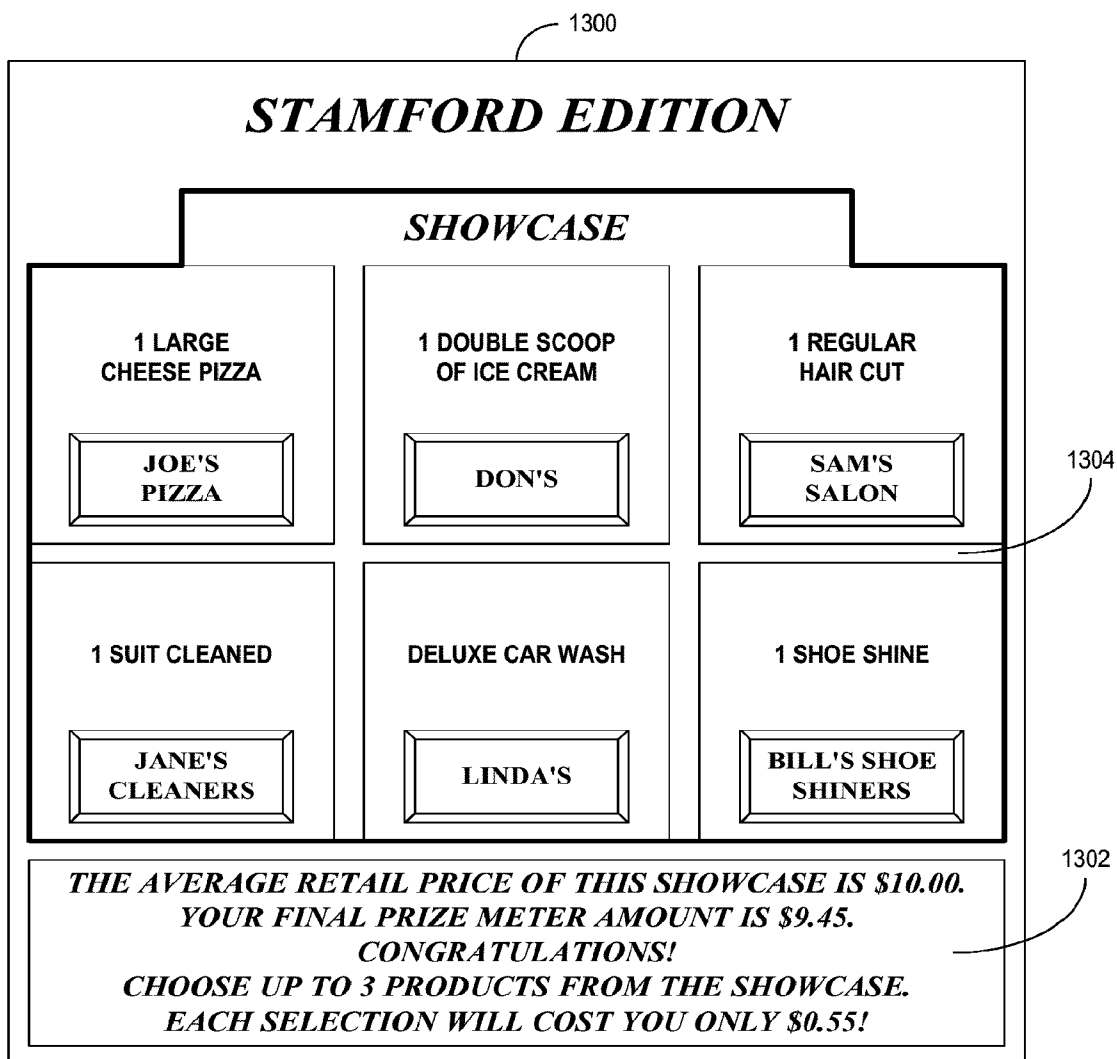 1300
STAMFORD EDITION
SHOWCASE
1 LARGE
CHEESE PIZZA
JOE'S
PIZZA
1 DOUBLE SCOOP
OF ICE CREAM
DON'S
1 REGULAR
HAIR CUT
SAM'S
SALON
1304
1 SUIT CLEANED
JANE'S
CLEANERS
DELUXE CAR WASH
LINDA'S
1 SHOE SHINE
BILL'S SHOE
SHINERS
1302
THE AVERAGE RETAIL PRICE OF THIS SHOWCASE IS $10.00.
YOUR FINAL PRIZE METER AMOUNT IS $9.45.
CONGRATULATIONS!
CHOOSE UP TO 3 PRODUCTS FROM THE SHOWCASE.
EACH SELECTION WILL COST YOU ONLY $0.55!